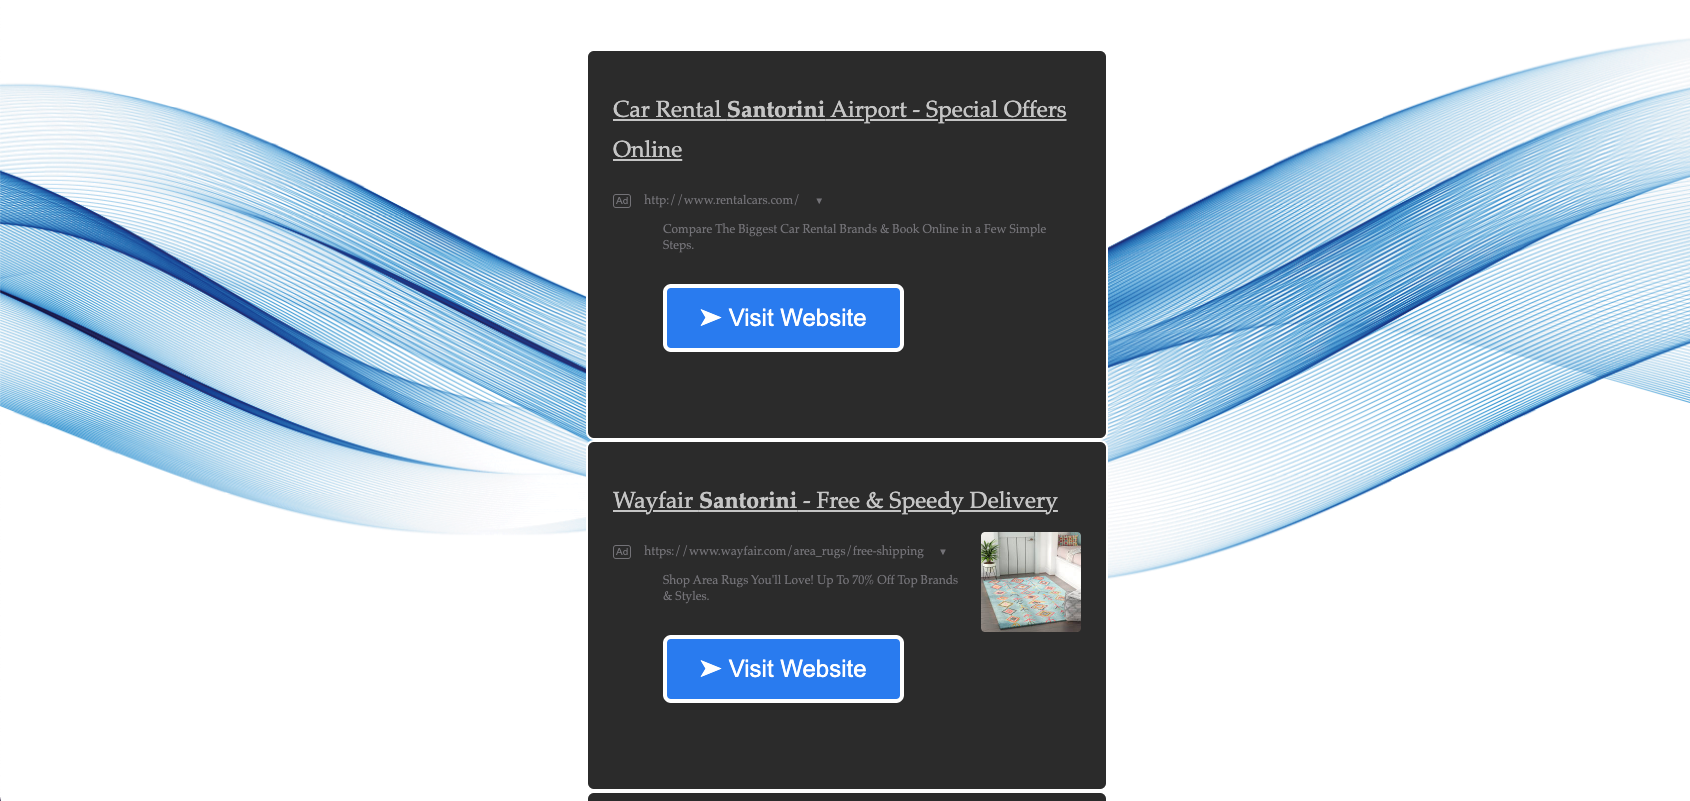 Car Rental Santorini Airport - Special Offers
Online
Ad http://www.rentalcars.com/ ▼
Compare The Biggest Car Rental Brands & Book Online in a Few Simple
Steps.
➤ Visit Website
Wayfair Santorini - Free & Speedy Delivery
Ad https://www.wayfair.com/area_rugs/free-shipping ▼
Shop Area Rugs You'll Love! Up To 70% Off Top Brands
& Styles.
➤ Visit Website